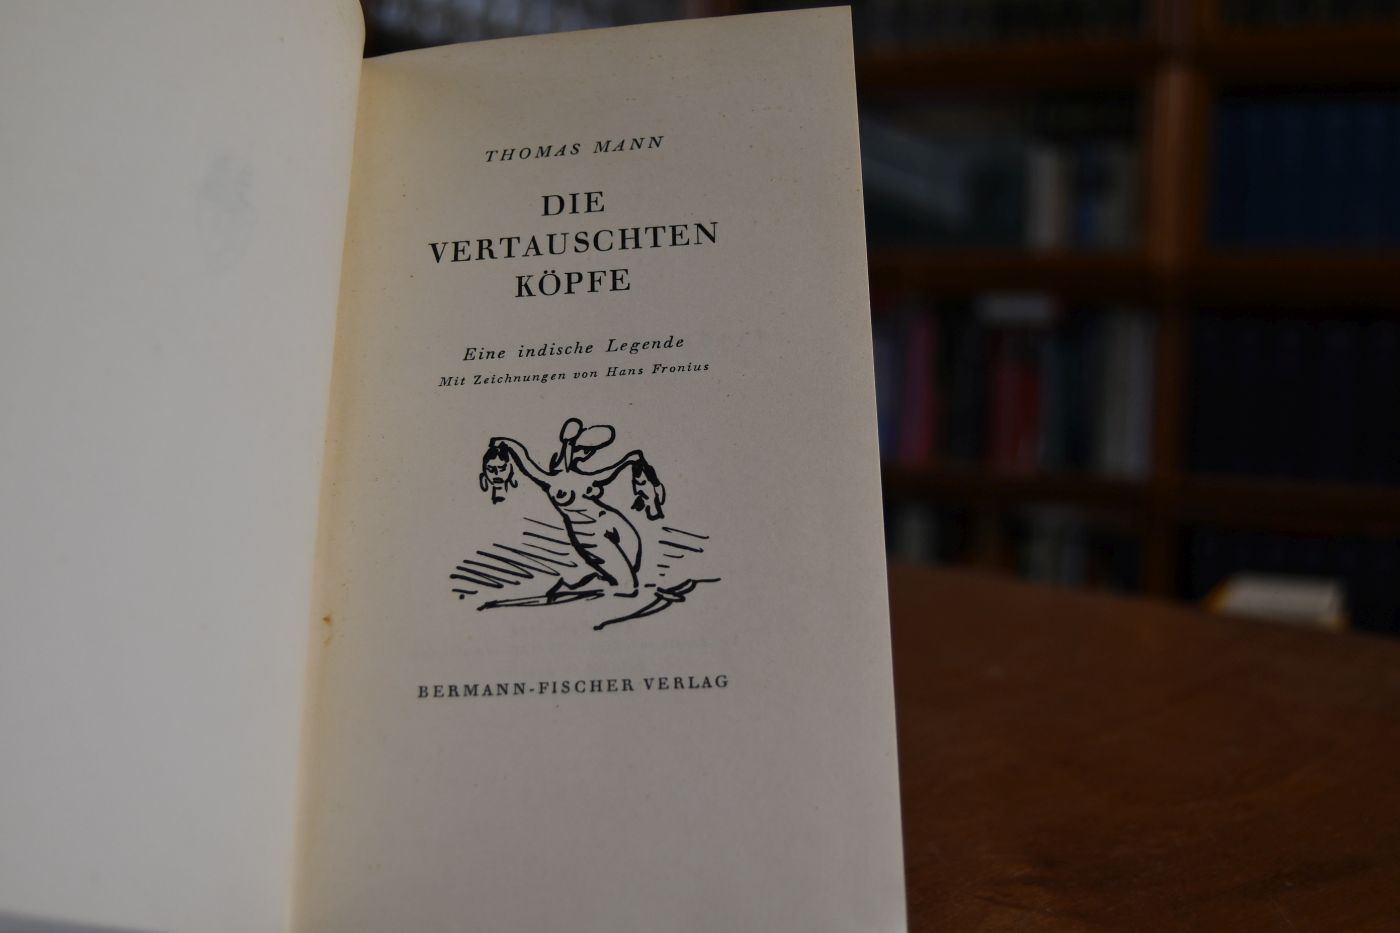 THOMAS MANN
DIE
VERTAUSCHTEN
KÖPFE
Eine indische Legende
Mit Zeichnungen von Hans Fronius
BERMANN-FISCHER VERLAG